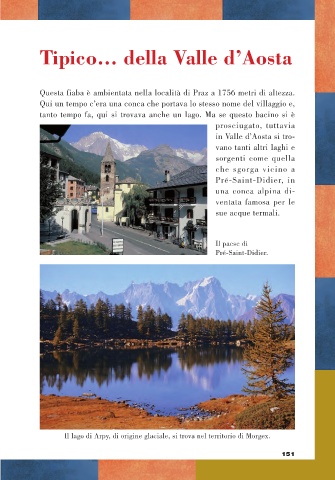 Tipico... della Valle d'Aosta
Questa fiaba è ambientata nella località di Praz a 1756 metri di altezza.
Qui un tempo c'era una conca che portava lo stesso nome del villaggio e,
tanto tempo fa, qui si trovava anche un lago. Ma se questo bacino si è
prosciugato, tuttavia
in Valle d'Aosta si tro-
vano tanti altri laghi e
sorgenti come quella
che sgorga vicino a
Pré-Saint-Didier, in
una conca alpina di-
ventata famosa per le
sue acque termali.
Il paese di
Pré-Saint-Didier.
Il lago di Arpy, di origine glaciale, si trova nel territorio di Morgex.
151